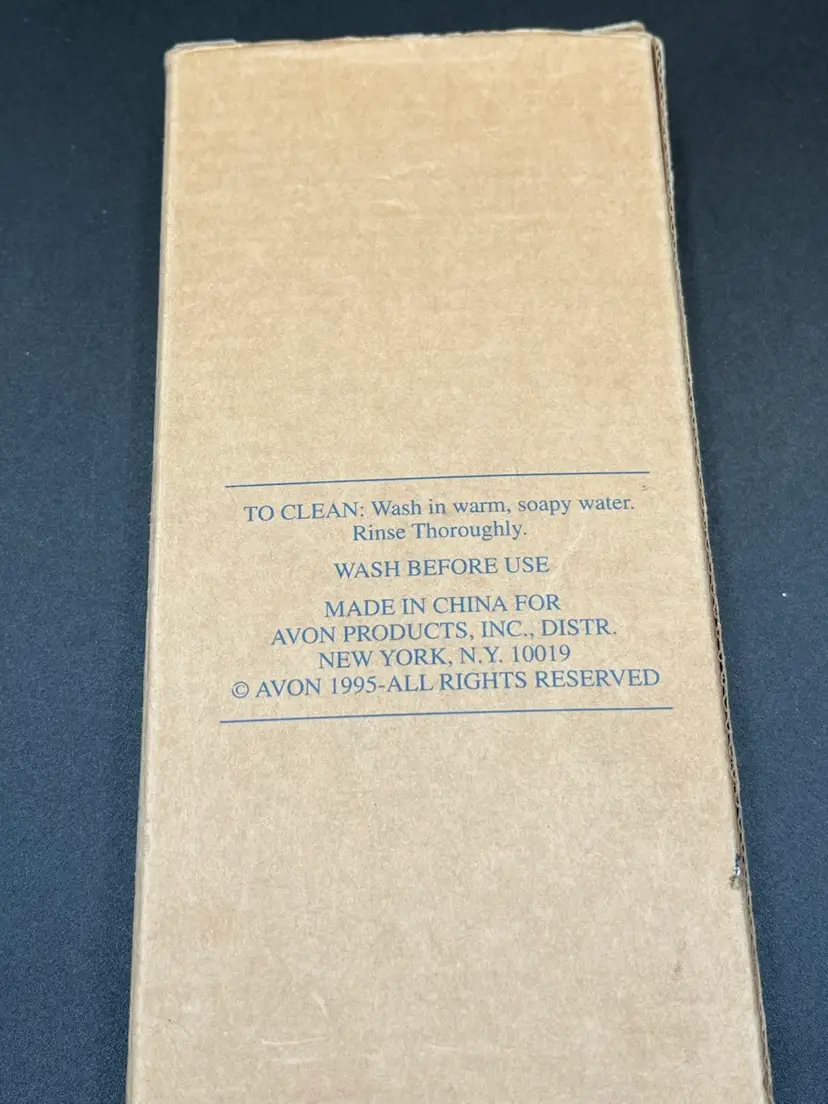 TO CLEAN: Wash in warm, soapy water.
Rinse Thoroughly.
WASH BEFORE USE
MADE IN CHINA FOR
AVON PRODUCTS, INC., DISTR.
NEW YORK, N.Y. 10019
© AVON 1995-ALL RIGHTS RESERVED